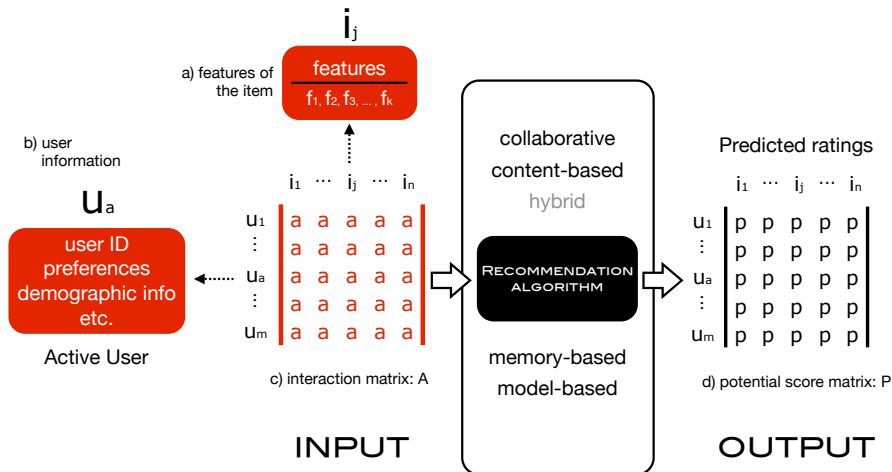 i j
a) features of
the item
features
f1, f2, f3, ... , fk
b) user
information
ua
user ID
preferences
demographic info
etc.
Active User
i1 ··· ij ··· in
u1 a a a a a
⋮ a a a a a
ua a a a a a
⋮ a a a a a
um a a a a a
c) interaction matrix: A
INPUT
collaborative
content-based
hybrid
RECOMMENDATION
ALGORITHM
memory-based
model-based
Predicted ratings
i1 ··· ij ··· in
u1 p p p p p
⋮ p p p p p
ua p p p p p
⋮ p p p p p
um p p p p p
d) potential score matrix: P
OUTPUT